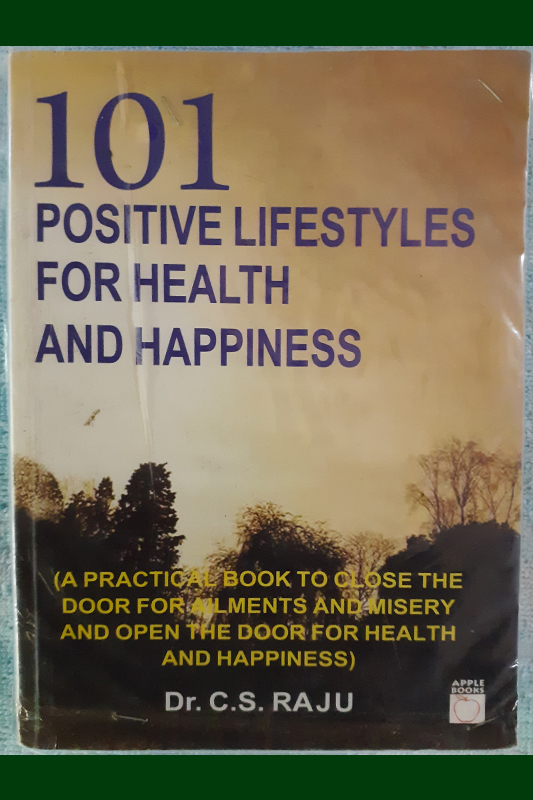 101
POSITIVE LIFESTYLES
FOR HEALTH
AND HAPPINESS
(A PRACTICAL BOOK TO CLOSE THE
DOOR FOR AILMENTS AND MISERY
AND OPEN THE DOOR FOR HEALTH
AND HAPPINESS)
Dr. C.S. RAJU
APPLE
BOOKS